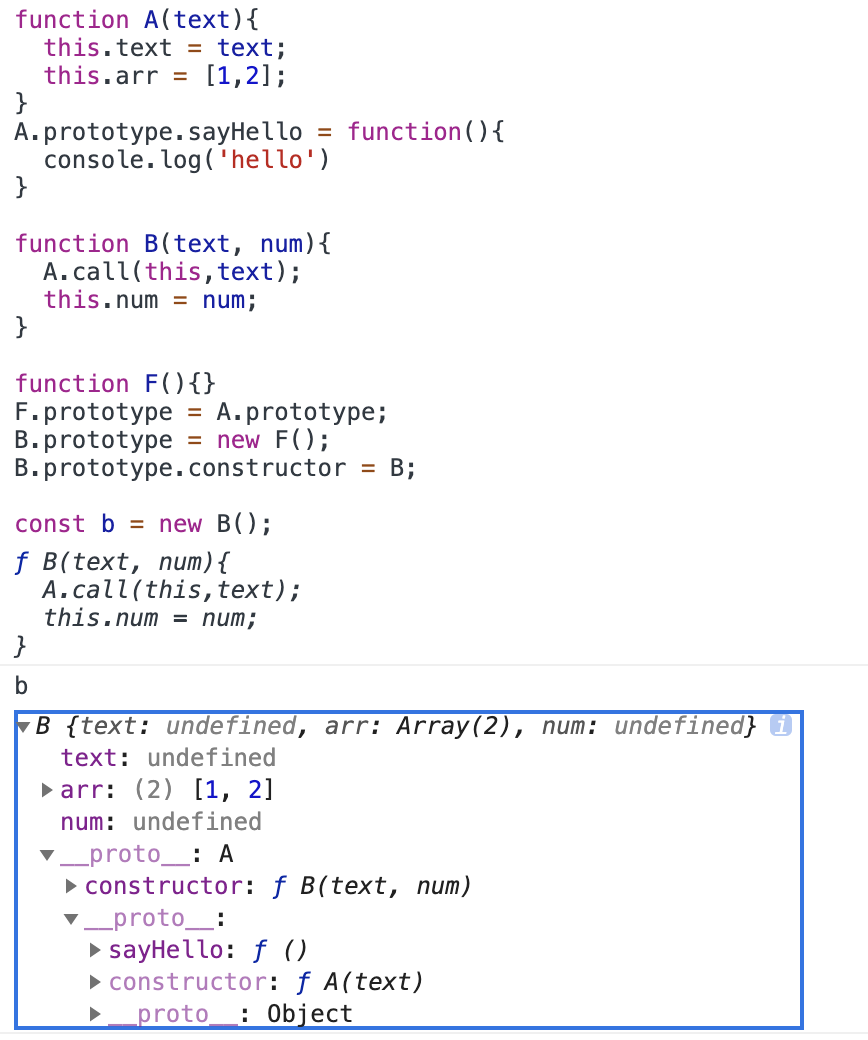 function A(text){
  this.text = text;
  this.arr = [1,2];
}
A.prototype.sayHello = function(){
  console.log('hello')
}

function B(text, num){
  A.call(this,text);
  this.num = num;
}

function F(){}
F.prototype = A.prototype;
B.prototype = new F();
B.prototype.constructor = B;

const b = new B();
ƒ B(text, num){
  A.call(this,text);
  this.num = num;
}
b
▼B {text: undefined, arr: Array(2), num: undefined} i
text: undefined
▶arr: (2) [1, 2]
num: undefined
▼__proto__: A
▶constructor: ƒ B(text, num)
▼__proto__:
▶sayHello: ƒ ()
▶constructor: ƒ A(text)
▶__proto__: Object